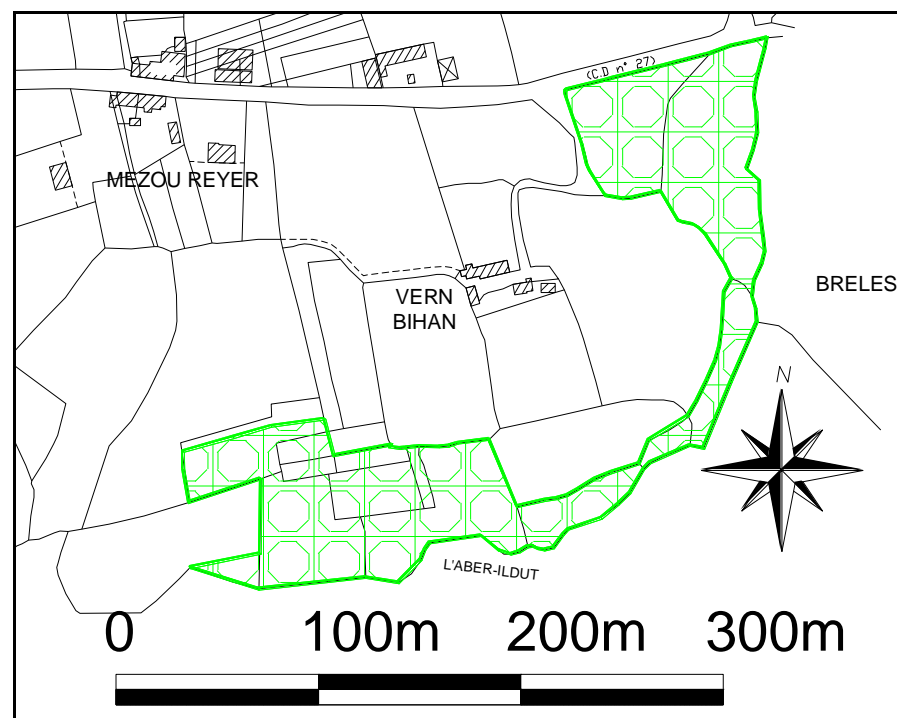 (C.D n° 27)
MEZOU REYER
BRELES
VERN
BIHAN
N
L'ABER-ILDUT
0 100m 200m 300m